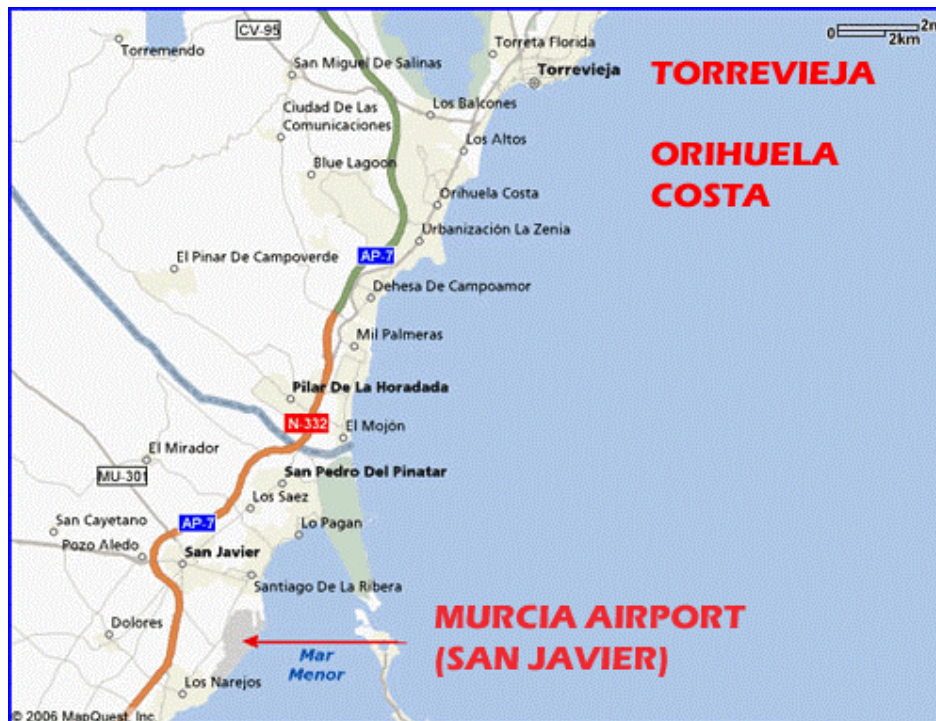 CV-95
0 2m
2km
Torremendo
San Miguel De Salinas
Torreta Florida
Torrevieja
TORREVIEJA
Ciudad De Las
Comunicaciones
Los Balcones
Los Altos
ORIHUELA
COSTA
Blue Lagoon
Orihuela Costa
Urbanización La Zenia
El Pinar De Campoverde
AP-7
Dehesa De Campoamor
Mil Palmeras
Pilar De La Horadada
N-332
El Mojón
El Mirador
MU-301
San Pedro Del Pinatar
Los Saez
San Cayetano
AP-7
Lo Pagan
Pozo Aledo
San Javier
Santiago De La Ribera
Dolores
MURCIA AIRPORT
(SAN JAVIER)
Mar
Menor
Los Narejos
© 2006 MapQuest, Inc.